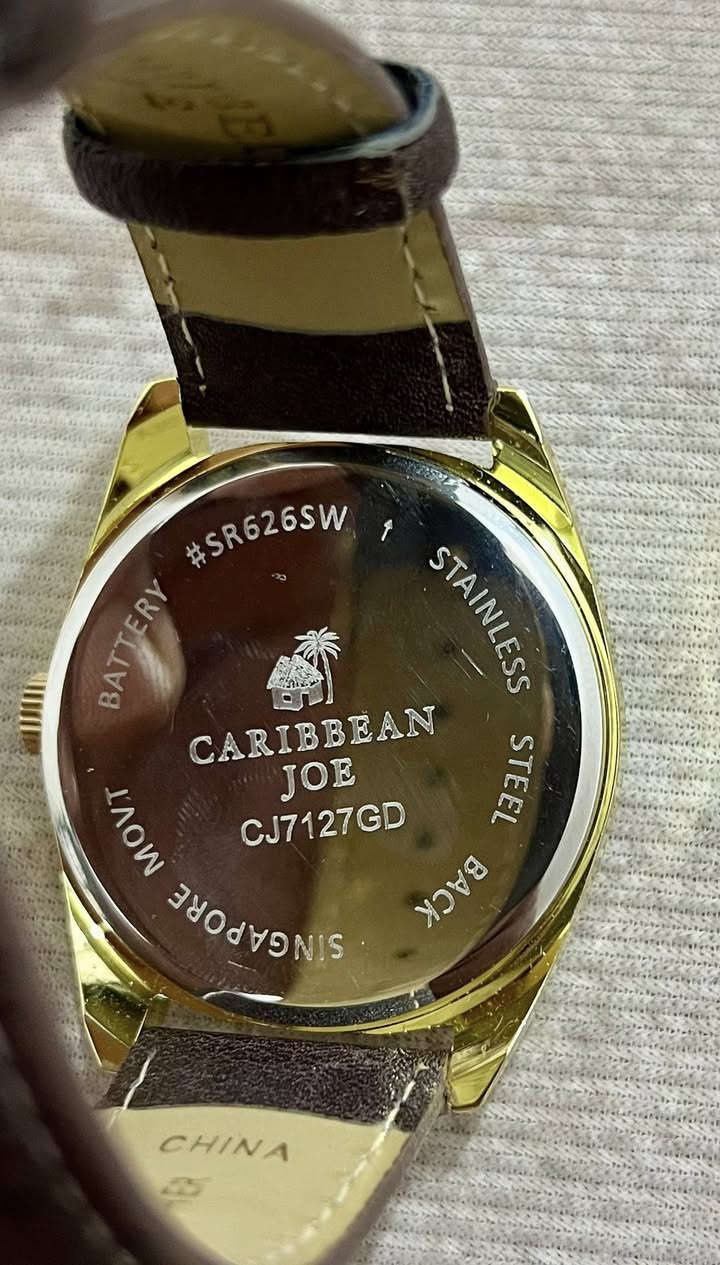 BATTERY #SR626SW
STAINLESS STEEL BACK
CARIBBEAN
JOE
CJ7127GD
SINGAPORE MOVT
CHINA